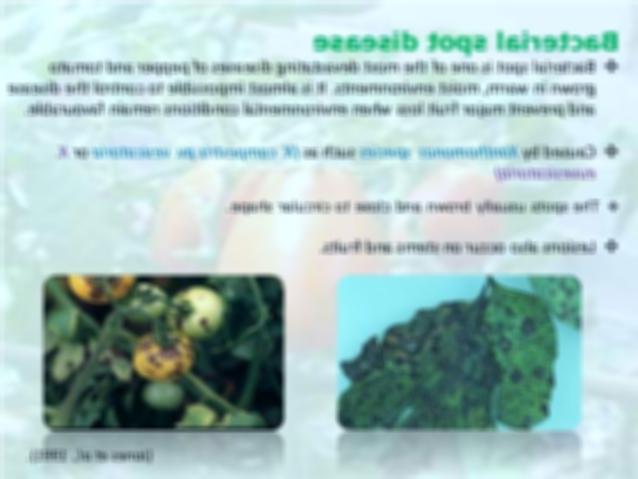 Bacterial spot disease
Bacterial spot is one of the most devastating diseases of pepper and tomato
grown in warm, moist environments. It is almost impossible to control the disease
and prevent major fruit loss when environmental conditions remain favourable.
Caused by Xanthomonas species such as (X. campestris pv. vesicatoria or X.
The spots usually brown and close to circular shape.
Lesions also occur on stems and fruits.
(Jones et al.,